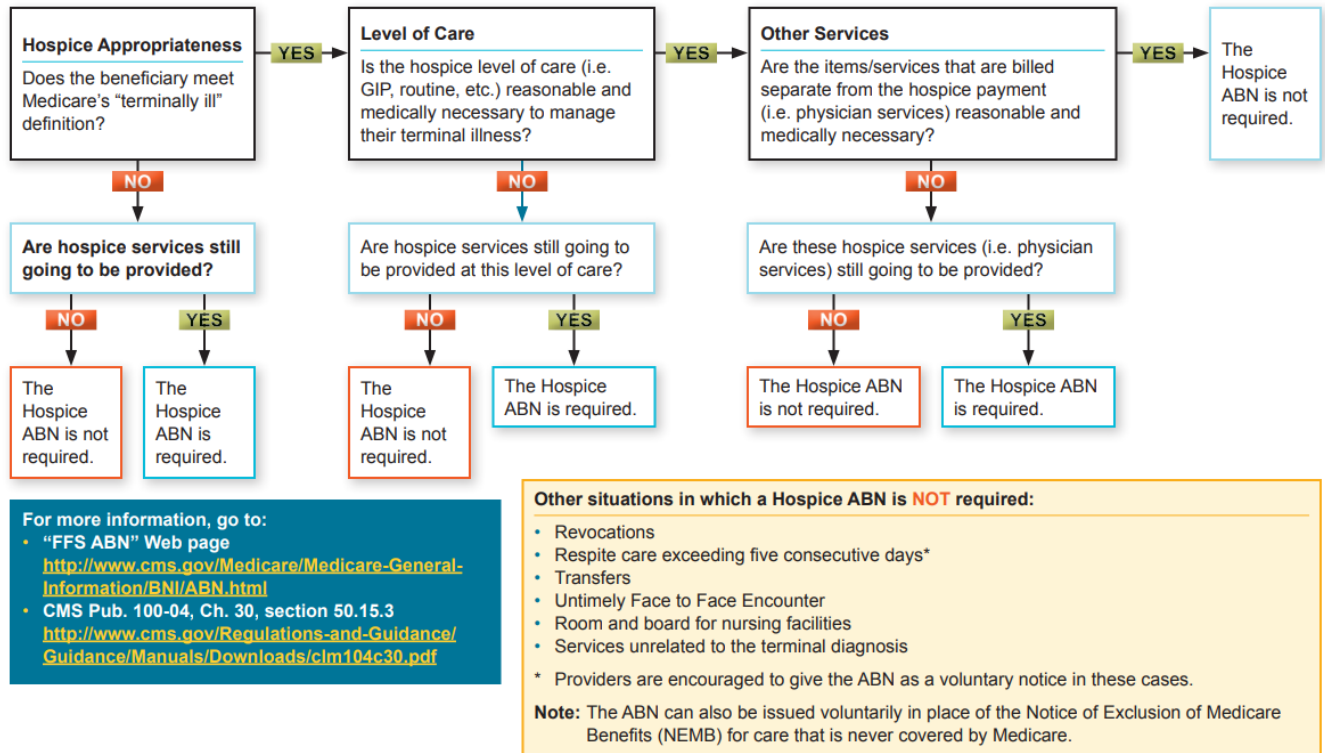 Hospice Appropriateness
Does the beneficiary meet
Medicare's “terminally ill”
definition?
YES
Level of Care
Is the hospice level of care (i.e.
GIP, routine, etc.) reasonable and
medically necessary to manage
their terminal illness?
YES
Other Services
Are the items/services that are billed
separate from the hospice payment
(i.e. physician services) reasonable and
medically necessary?
YES
The
Hospice
ABN is not
required.
NO
NO
NO
Are hospice services still
going to be provided?
Are hospice services still going to
be provided at this level of care?
Are these hospice services (i.e. physician
services) still going to be provided?
NO
YES
NO
YES
NO
YES
The
Hospice
ABN is not
required.
The
Hospice
ABN is
required.
The
Hospice
ABN is not
required.
The Hospice
ABN is required.
The Hospice ABN
is not required.
The Hospice ABN
is required.
For more information, go to:
• “FFS ABN” Web page
http://www.cms.gov/Medicare/Medicare-General-
Information/BNI/ABN.html
• CMS Pub. 100-04, Ch. 30, section 50.15.3
http://www.cms.gov/Regulations-and-Guidance/
Guidance/Manuals/Downloads/clm104c30.pdf
Other situations in which a Hospice ABN is NOT required:
• Revocations
• Respite care exceeding five consecutive days*
• Transfers
• Untimely Face to Face Encounter
• Room and board for nursing facilities
• Services unrelated to the terminal diagnosis
* Providers are encouraged to give the ABN as a voluntary notice in these cases.
Note: The ABN can also be issued voluntarily in place of the Notice of Exclusion of Medicare
Benefits (NEMB) for care that is never covered by Medicare.